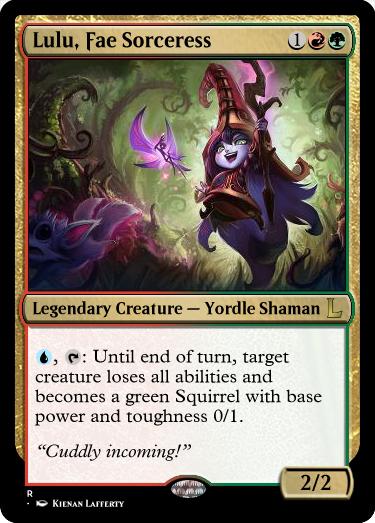 Lulu, Fae Sorceress 1
Legendary Creature — Yordle Shaman L
, : Until end of turn, target
creature loses all abilities and
becomes a green Squirrel with base
power and toughness 0/1.
“Cuddly incoming!”
2/2
R
· Kienan Lafferty